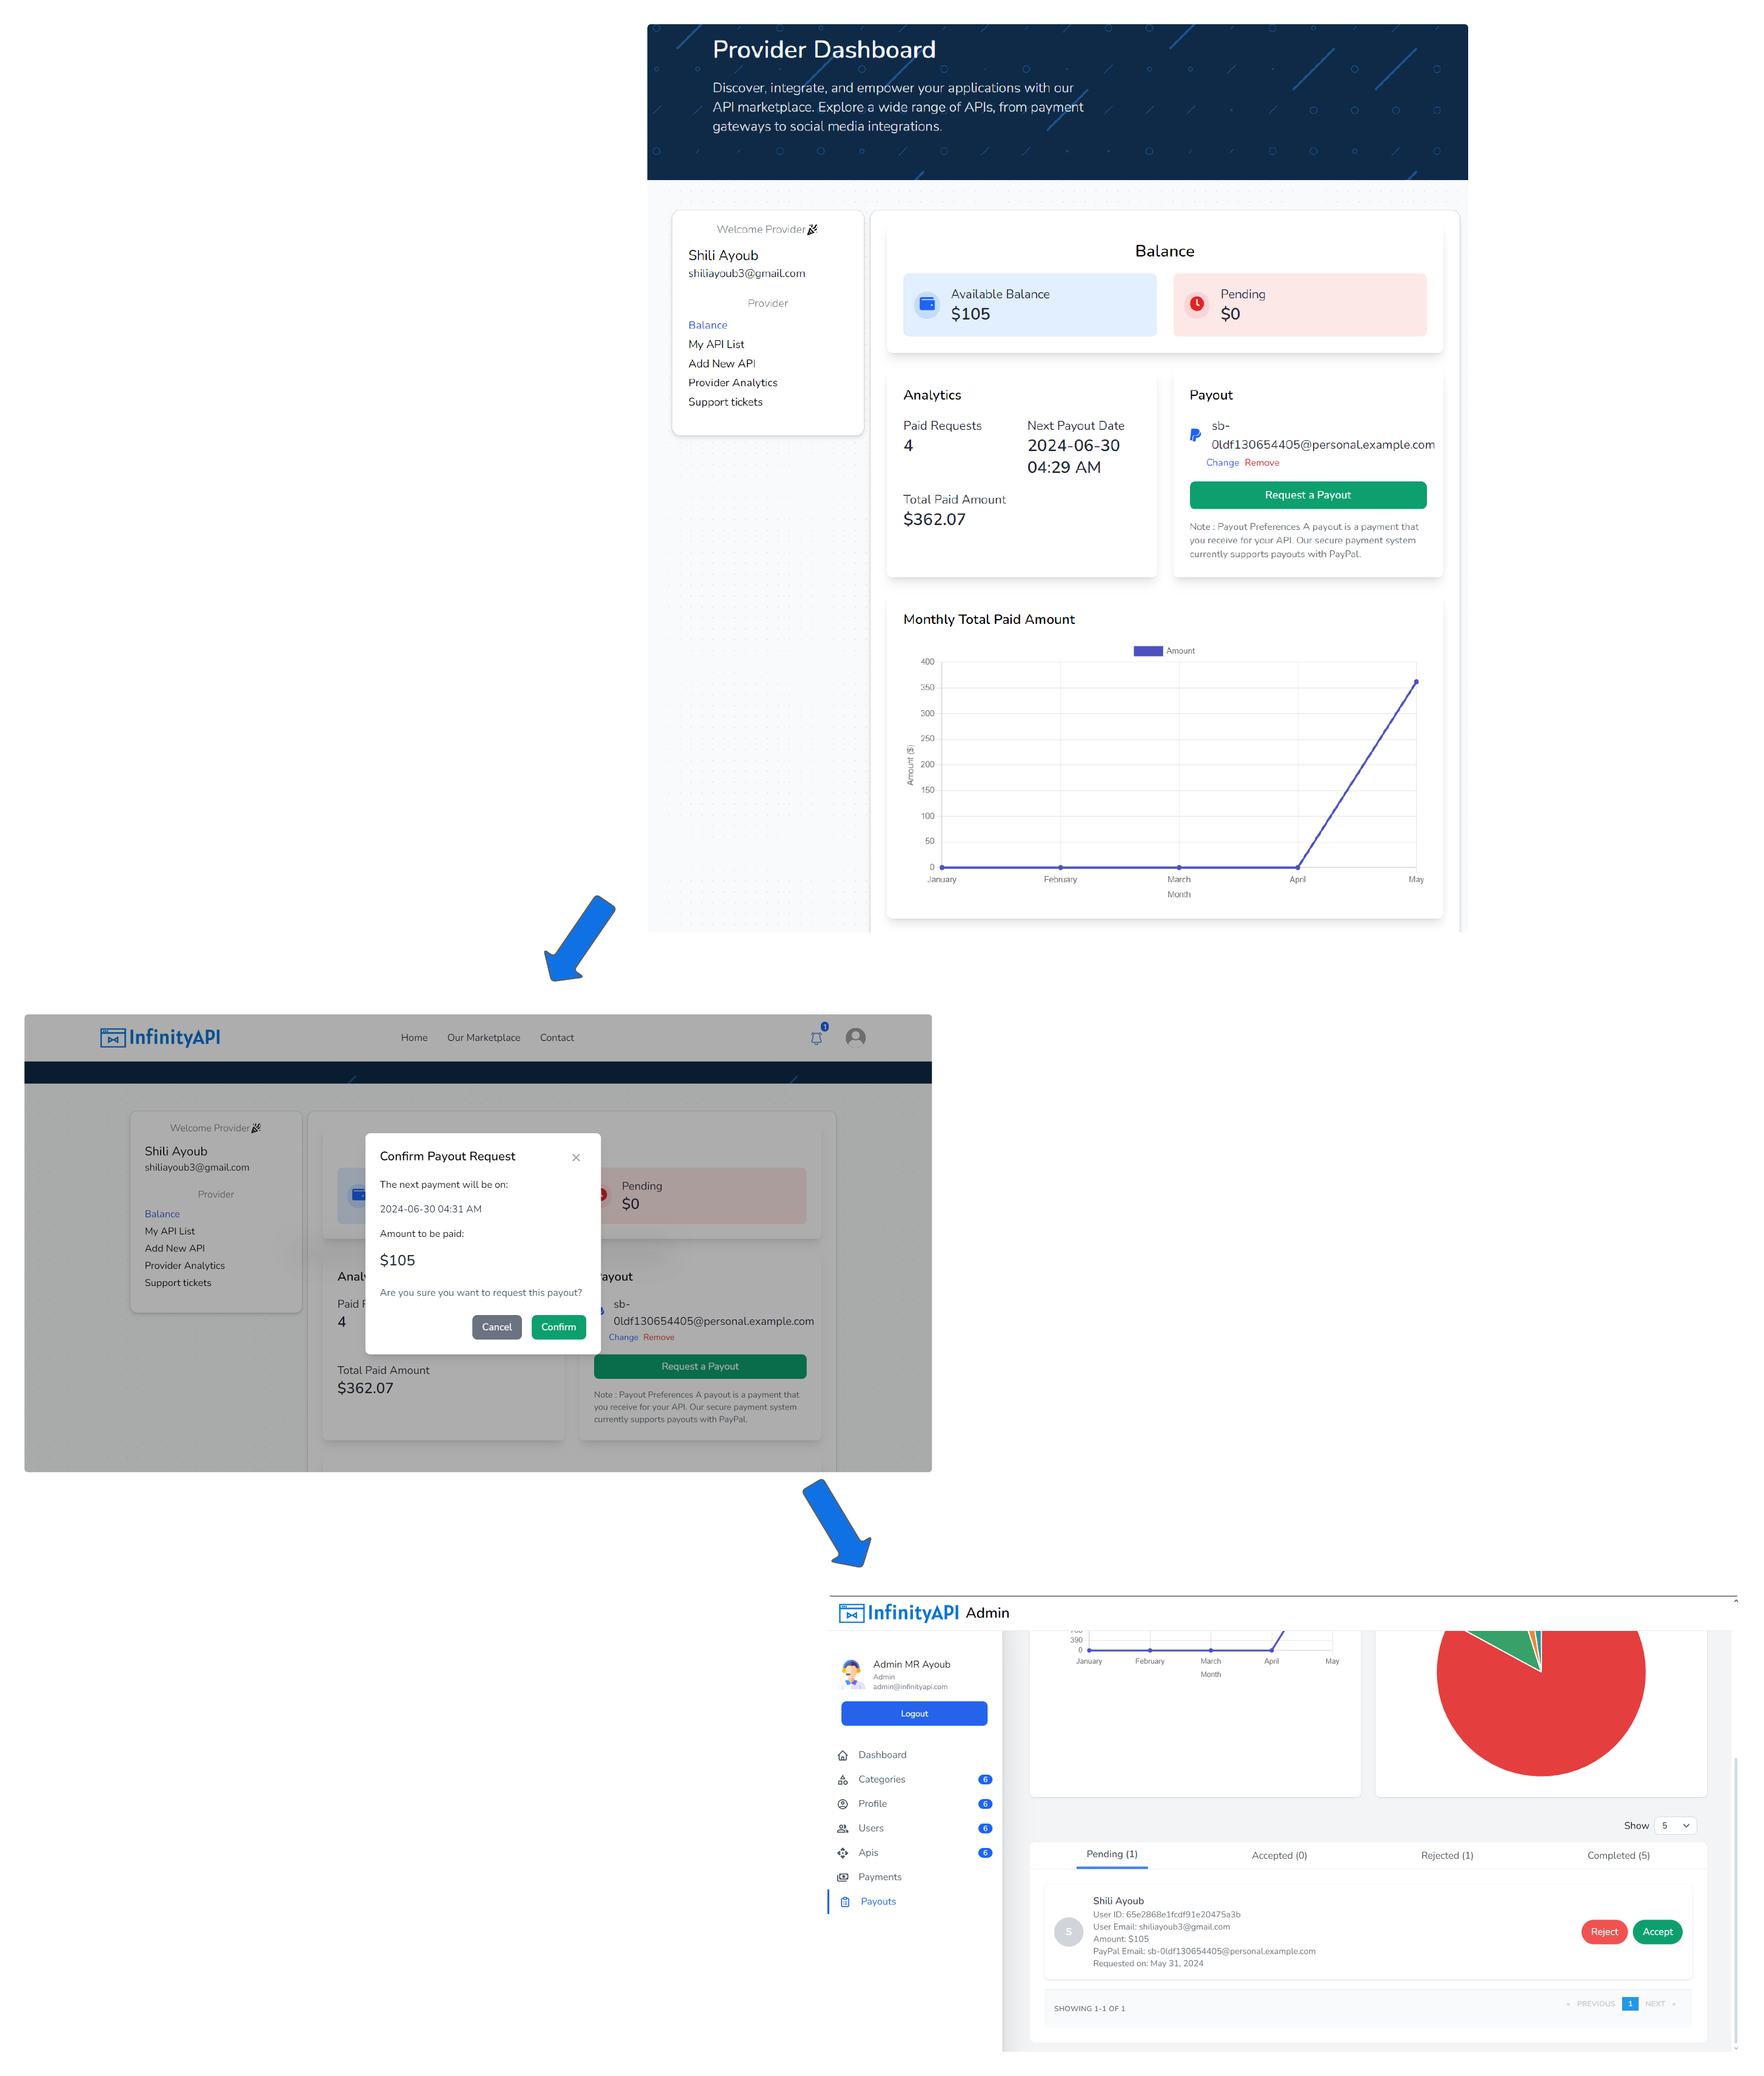 Provider Dashboard
Discover, integrate, and empower your applications with our
API marketplace. Explore a wide range of APIs, from payment
gateways to social media integrations.
Welcome Provider
Shili Ayoub
shiliayoub3@gmail.com
Provider
Balance
My API List
Add New API
Provider Analytics
Support tickets
Balance
Available Balance
$105
Pending
$0
Analytics
Paid Requests
4
Next Payout Date
2024-06-30
04:29 AM
Total Paid Amount
$362.07
Payout
sb-
0ldf130654405@personal.example.com
Change Remove
Request a Payout
Note : Payout Preferences A payout is a payment that
you receive for your API. Our secure payment system
currently supports payouts with PayPal.
Monthly Total Paid Amount
Amount
400
350
300
250
200
150
100
50
0
Amount ($)
January February March April May
Month
InfinityAPI
Home Our Marketplace Contact
1
Welcome Provider
Shili Ayoub
shiliayoub3@gmail.com
Provider
Balance
My API List
Add New API
Provider Analytics
Support tickets
Pending
$0
Anal
Paid R
4
Total Paid Amount
$362.07
ayout
sb-
0ldf130654405@personal.example.com
Change Remove
Request a Payout
Note : Payout Preferences A payout is a payment that
you receive for your API. Our secure payment system
currently supports payouts with PayPal.
Confirm Payout Request
×
The next payment will be on:
2024-06-30 04:31 AM
Amount to be paid:
$105
Are you sure you want to request this payout?
Cancel Confirm
InfinityAPI Admin
Admin MR Ayoub
Admin
admin@infinityapi.com
Logout
Dashboard
Categories 6
Profile 6
Users 6
Apis 6
Payments
Payouts
390
0
January February March April May
Month
Show 5
Pending (1) Accepted (0) Rejected (1) Completed (5)
S
Shili Ayoub
User ID: 65e2868e1fcdf91e20475a3b
User Email: shiliayoub3@gmail.com
Amount: $105
PayPal Email: sb-0ldf130654405@personal.example.com
Requested on: May 31, 2024
Reject Accept
SHOWING 1-1 OF 1
« PREVIOUS 1 NEXT »